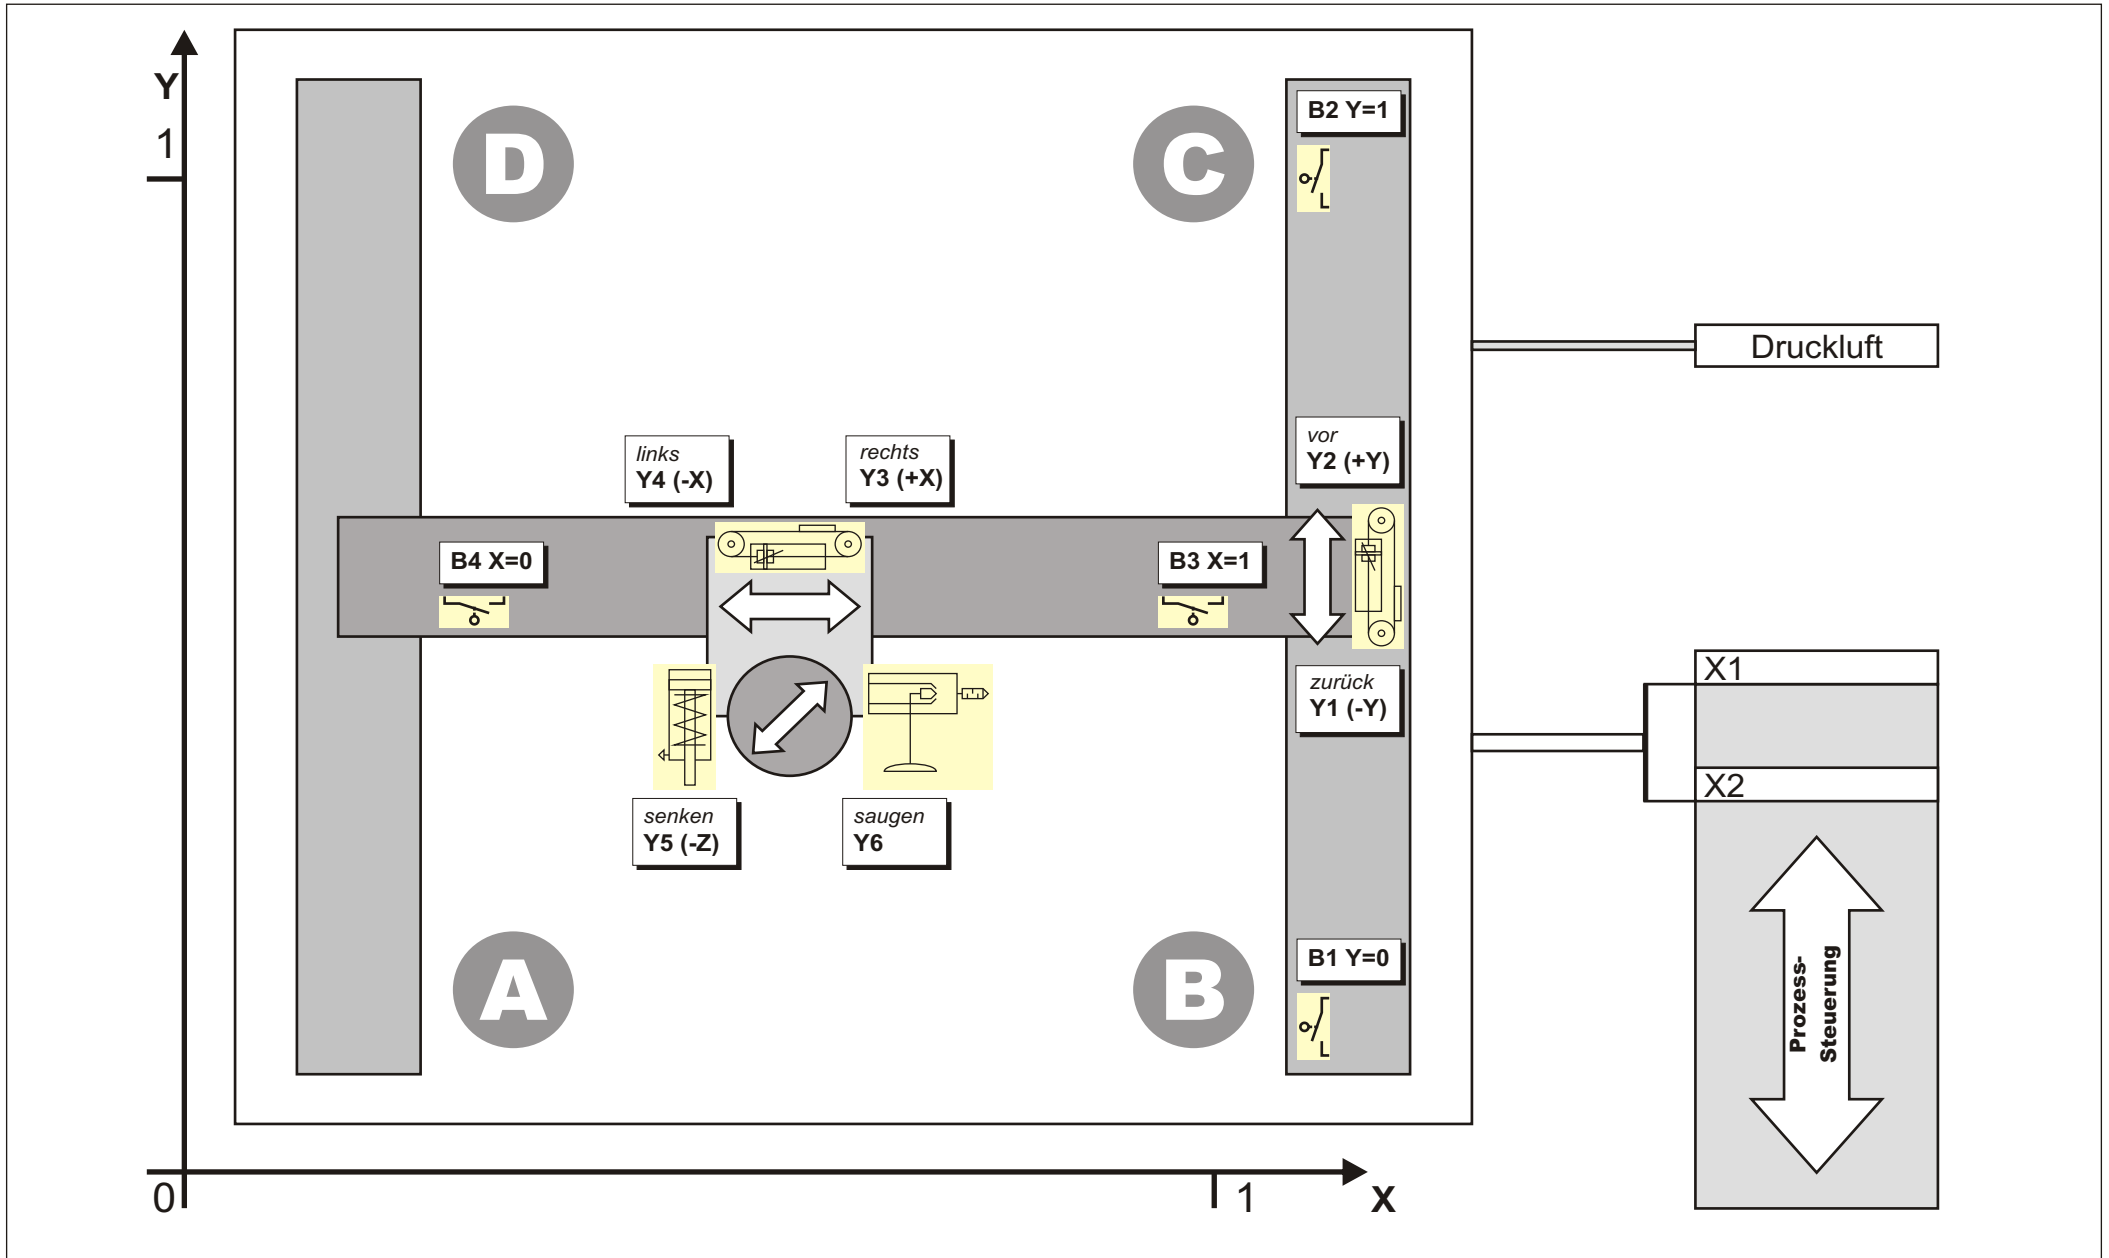 Y
1
D
C
B2 Y=1
Druckluft
links
Y4 (-X)
rechts
Y3 (+X)
vor
Y2 (+Y)
B4 X=0
B3 X=1
zurück
Y1 (-Y)
X1
X2
senken
Y5 (-Z)
saugen
Y6
A
B
B1 Y=0
Prozess-
Steuerung
0
1
X